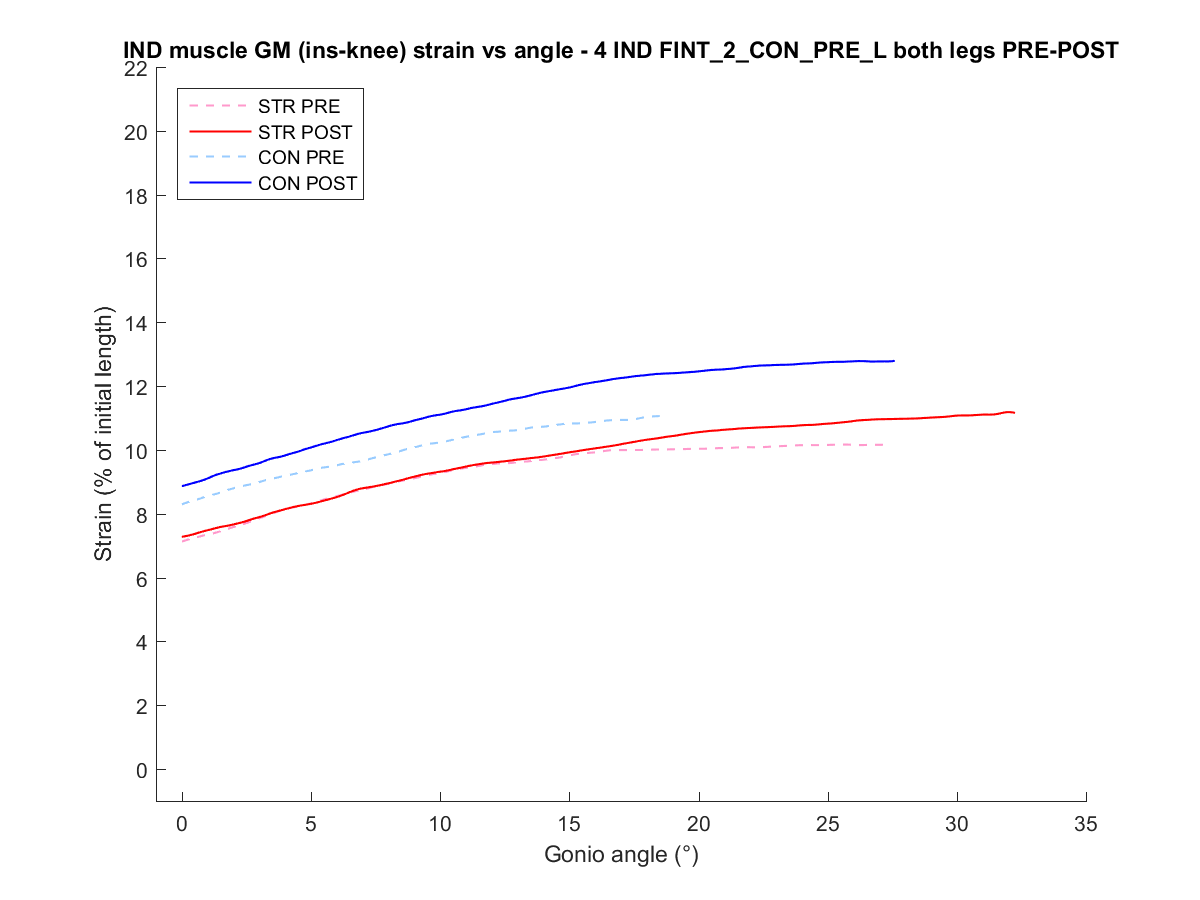 IND muscle GM (ins-knee) strain vs angle - 4 IND FINT_2_CON_PRE_L both legs PRE-POST
STR PRE
STR POST
CON PRE
CON POST
22
20
18
16
14
12
10
8
6
4
2
0
Strain (% of initial length)
0 5 10 15 20 25 30 35
Gonio angle (°)